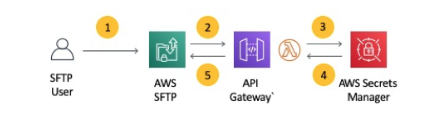 1
2
3
5
4
SFTP
User
AWS
SFTP
API
Gateway`
AWS Secrets
Manager